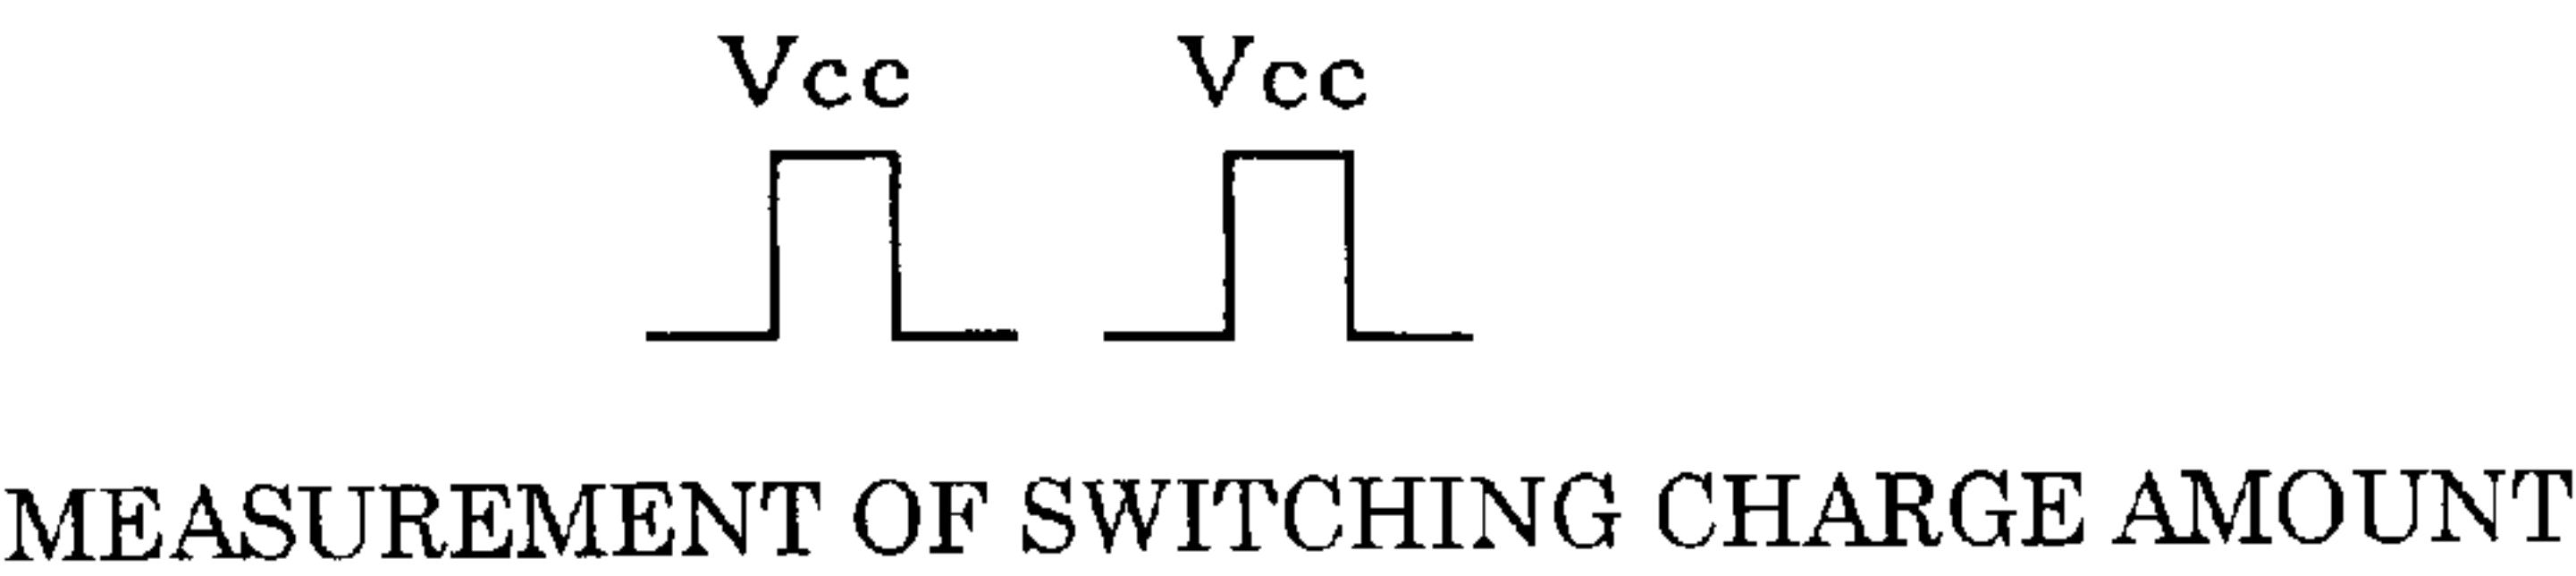 Vcc Vcc
MEASUREMENT OF SWITCHING CHARGE AMOUNT